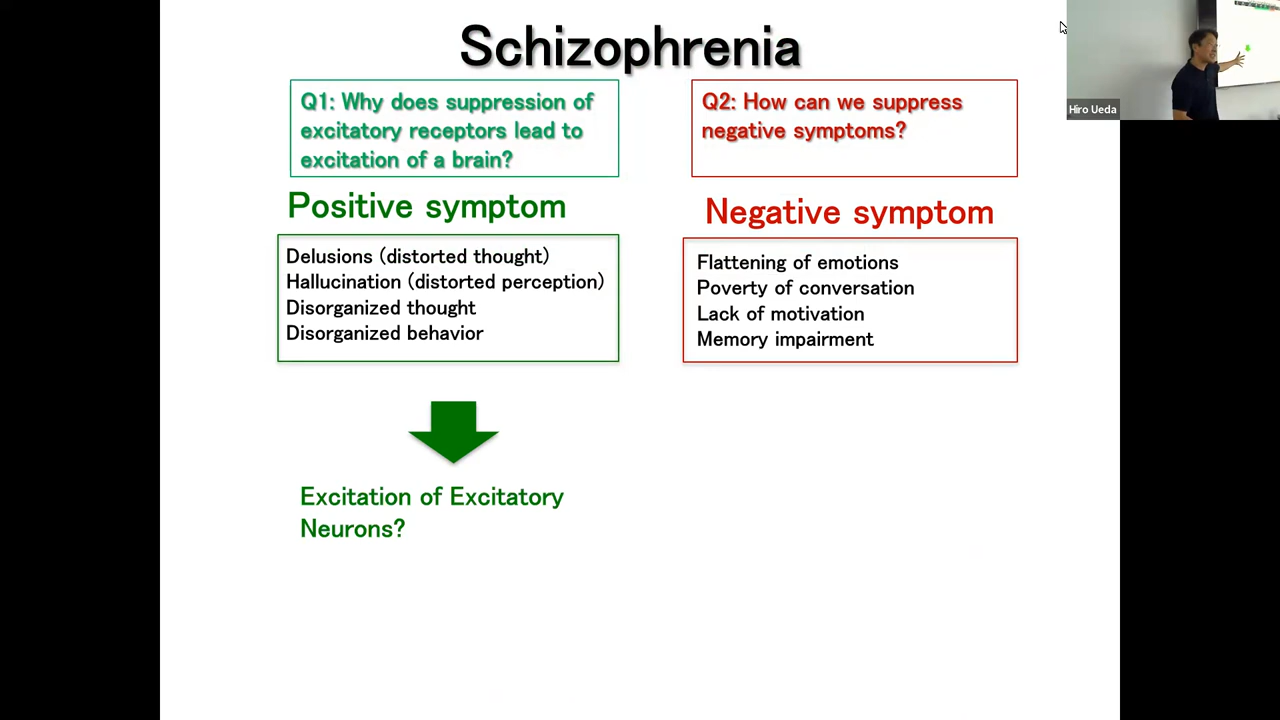 Schizophrenia
Q1: Why does suppression of
excitatory receptors lead to
excitation of a brain?
Q2: How can we suppress
negative symptoms?
Positive symptom
Negative symptom
Delusions (distorted thought)
Hallucination (distorted perception)
Disorganized thought
Disorganized behavior
Flattening of emotions
Poverty of conversation
Lack of motivation
Memory impairment
Excitation of Excitatory
Neurons?
Hiro Ueda